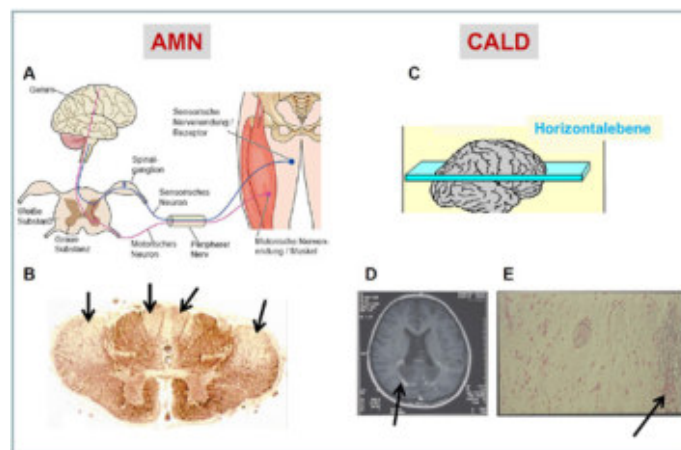 AMN
CALD
A
Gehirn
Sensorische
Nervenendung /
Rezeptor
Spinal-
ganglion
Sensorisches
Neuron
Weiße
Substanz
Graue
Substanz
Motorisches
Neuron
Peripherer
Nerv
Motorische Nerven-
endung / Muskel
C
Horizontalebene
B
D
E